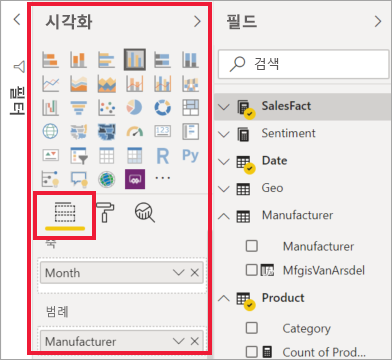 시각화
필드
필터
검색
SalesFact
Sentiment
Date
Geo
Manufacturer
Manufacturer
MfgisVanArsdel
Product
Category
Count of Prod...
R
Py
축
Month
범례
Manufacturer